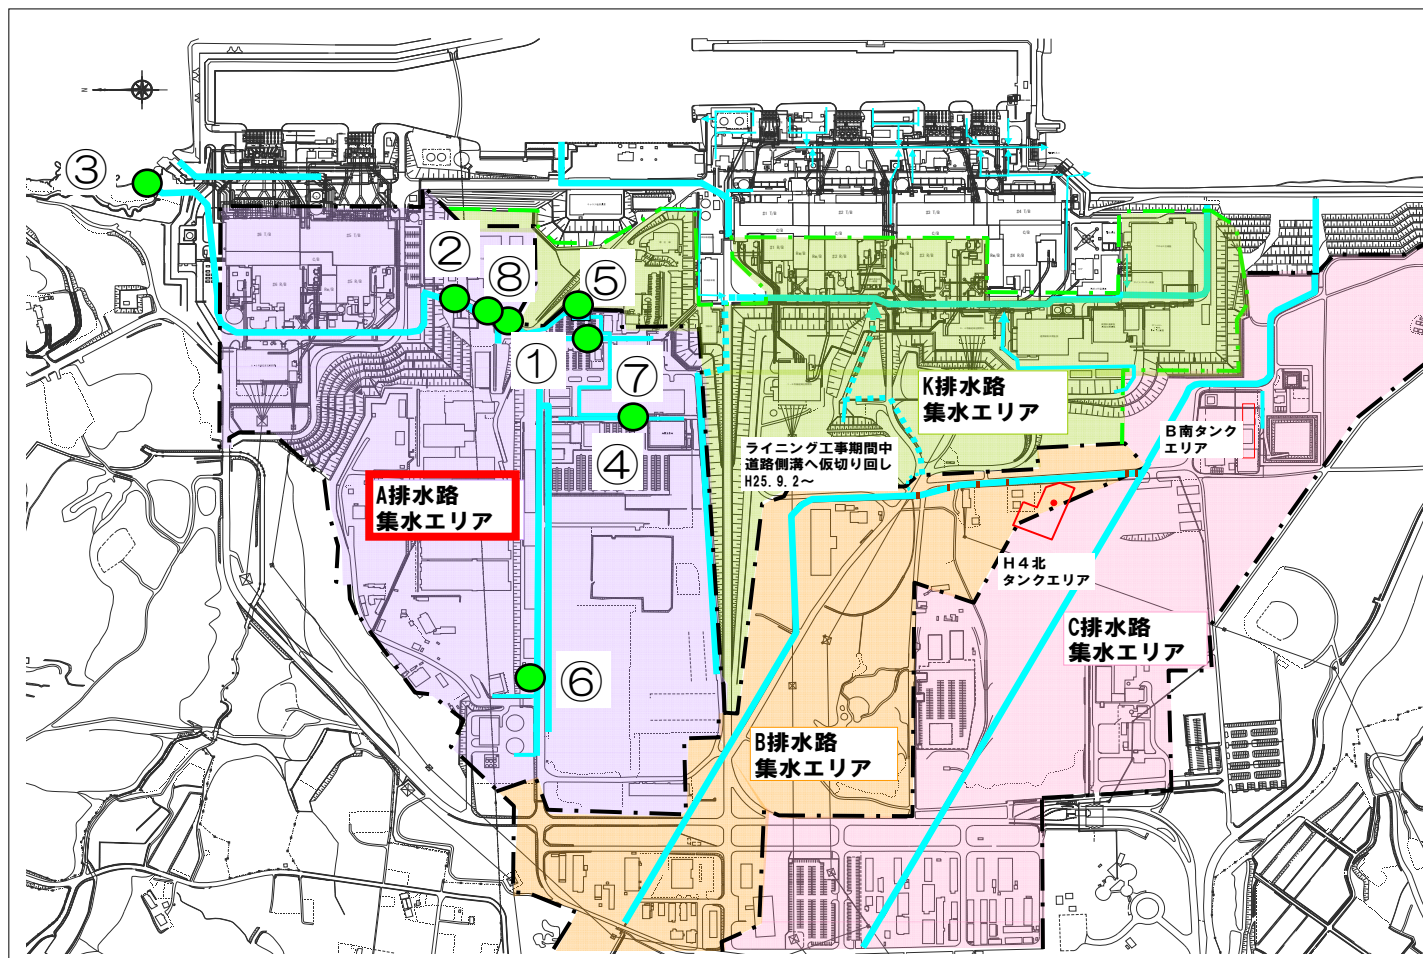 N
③
②
⑧
⑤
①
⑦
④
⑥
A排水路
集水エリア
K排水路
集水エリア
ライニング工事期間中
道路側溝へ仮切り回し
H25.9.2～
B南タンク
エリア
H4北
タンクエリア
C排水路
集水エリア
B排水路
集水エリア